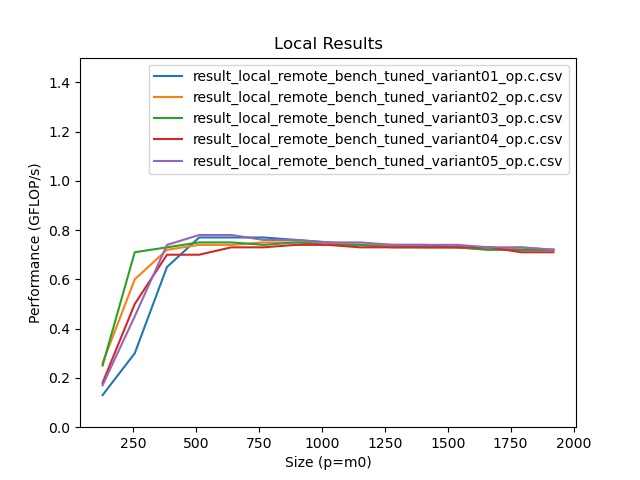 Local Results
result_local_remote_bench_tuned_variant01_op.c.csv
result_local_remote_bench_tuned_variant02_op.c.csv
result_local_remote_bench_tuned_variant03_op.c.csv
result_local_remote_bench_tuned_variant04_op.c.csv
result_local_remote_bench_tuned_variant05_op.c.csv
Performance (GFLOP/s)
1.4
1.2
1.0
0.8
0.6
0.4
0.2
0.0
250 500 750 1000 1250 1500 1750 2000
Size (p=m0)